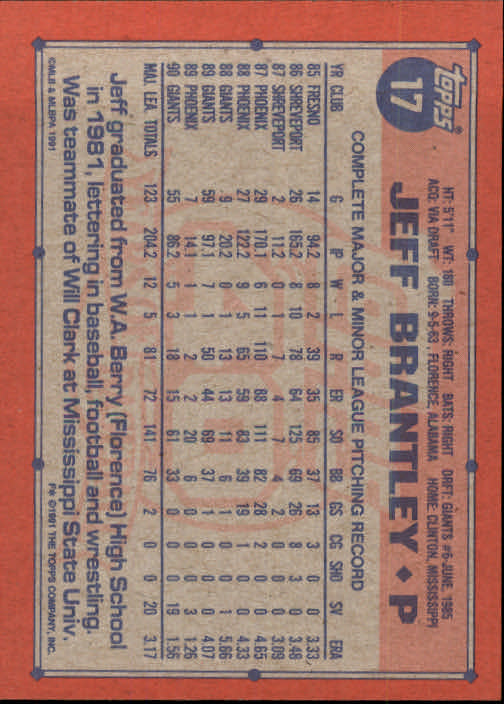 TOPPS®
17
JEFF BRANTLEY ♦ P
HT: 5'11" WT: 180 THROWS: RIGHT BATS: RIGHT DRFT: GIANTS #6-JUNE, 1985
ACQ: VIA DRAFT BORN: 9-5-63, FLORENCE, ALABAMA HOME: CLINTON, MISSISSIPPI
COMPLETE MAJOR & MINOR LEAGUE PITCHING RECORD
YR CLUB G IP W - L R ER SO BB GS CG SHO SV ERA
85 FRESNO 14 94.2 8 2 39 35 85 37 13 3 0 0 3.33
86 SHREVEPORT 26 165.2 8 10 78 64 125 69 26 8 3 0 3.48
87 SHREVEPORT 2 11.2 0 1 7 4 7 4 2 0 0 0 3.09
87 PHOENIX 29 170.1 6 11 110 88 111 82 28 2 0 0 4.65
88 PHOENIX 27 122.2 9 5 65 59 83 39 19 1 0 0 4.33
88 GIANTS 9 20.2 0 1 13 13 11 6 1 0 0 1 5.66
89 GIANTS 59 97.1 7 1 50 44 69 37 1 0 0 0 4.07
89 PHOENIX 7 14.1 1 1 2 2 20 6 0 0 0 3 1.26
90 GIANTS 55 86.2 5 3 18 15 61 33 0 0 0 19 1.56
MAJ. LEA. TOTALS 123 204.2 12 5 81 72 141 76 2 0 0 20 3.17
Jeff graduated from W.A. Berry (Florence) High School
in 1981, lettering in baseball, football and wrestling.
Was teammate of Will Clark at Mississippi State Univ.
©MLB & MLBPA 1991
F* ©1991 THE TOPPS COMPANY, INC.